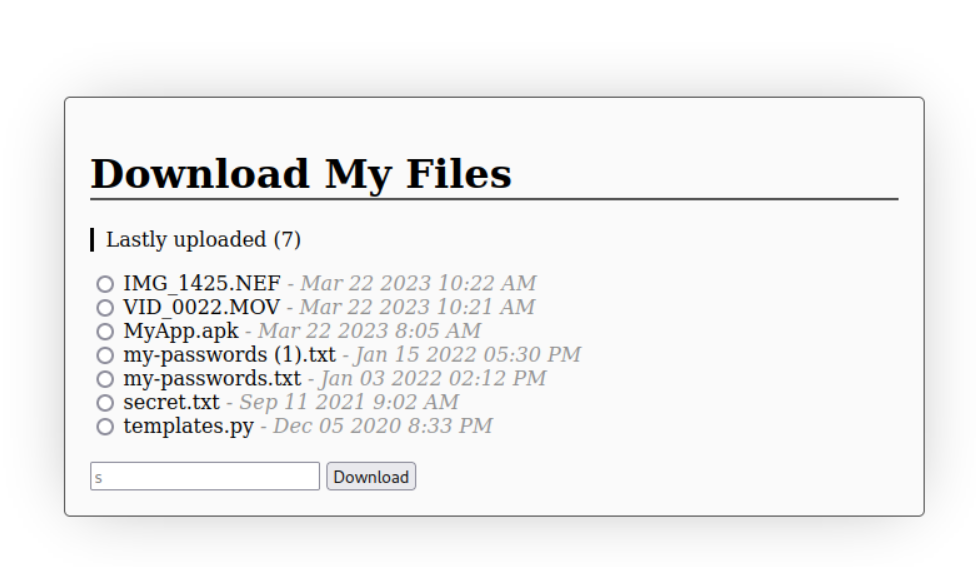 Download My Files
Lastly uploaded (7)
IMG_1425.NEF - Mar 22 2023 10:22 AM
VID_0022.MOV - Mar 22 2023 10:21 AM
MyApp.apk - Mar 22 2023 8:05 AM
my-passwords (1).txt - Jan 15 2022 05:30 PM
my-passwords.txt - Jan 03 2022 02:12 PM
secret.txt - Sep 11 2021 9:02 AM
templates.py - Dec 05 2020 8:33 PM
s Download